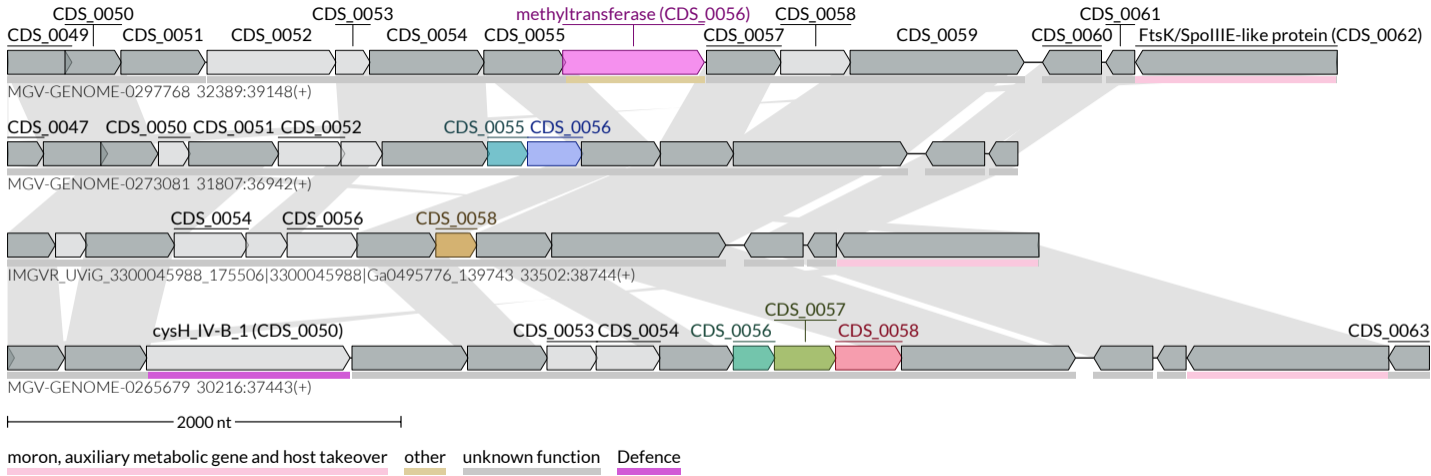 CDS_0050 CDS_0053 methyltransferase (CDS_0056) CDS_0058 CDS_0061
CDS_0049 CDS_0051 CDS_0052 CDS_0054 CDS_0055 CDS_0057 CDS_0059 CDS_0060 FtsK/SpoIIIE-like protein (CDS_0062)
MGV-GENOME-0297768 32389:39148(+)
CDS_0047 CDS_0050 CDS_0051 CDS_0052 CDS_0055 CDS_0056
MGV-GENOME-0273081 31807:36942(+)
CDS_0054 CDS_0056 CDS_0058
IMGVR_UViG_3300045988_175506|3300045988|Ga0495776_139743 33502:38744(+)
CDS_0057
cysH_IV-B_1 (CDS_0050) CDS_0053 CDS_0054 CDS_0056 CDS_0058 CDS_0063
MGV-GENOME-0265679 30216:37443(+)
2000 nt
moron, auxiliary metabolic gene and host takeover other unknown function Defence